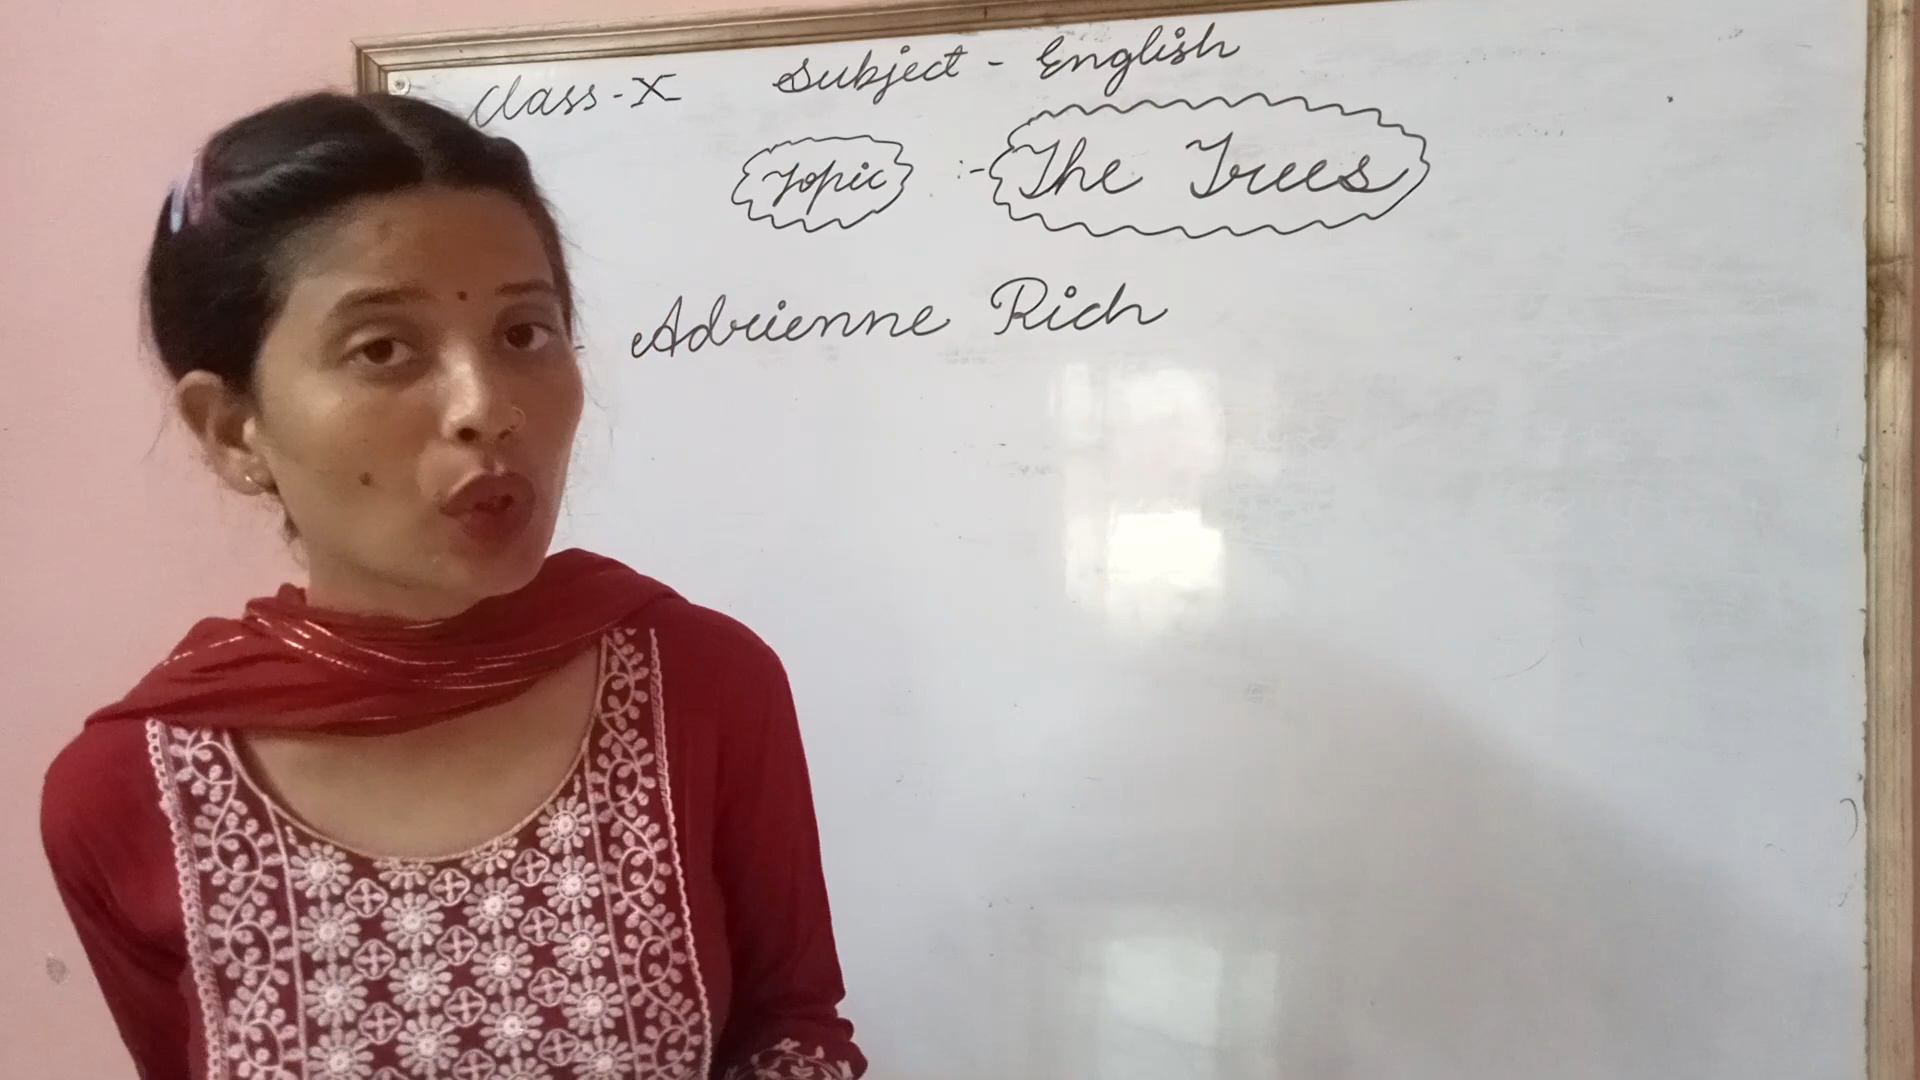 Class-X Subject - English
Topic :- The Trees
- Adrienne Rich